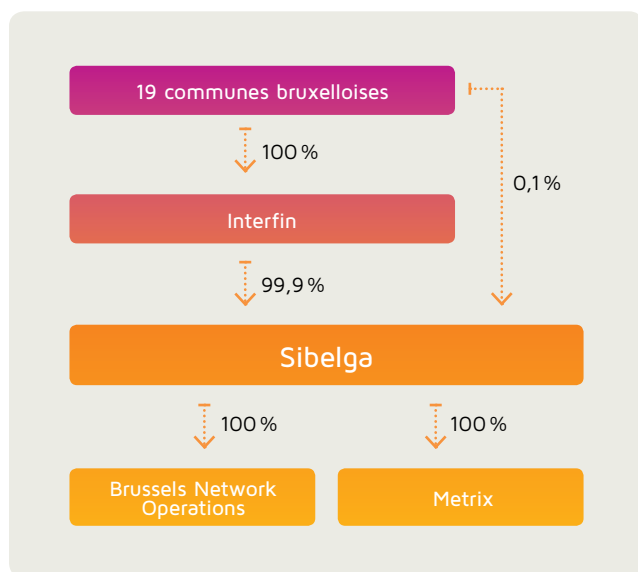 19 communes bruxelloises
100 %
0,1 %
Interfin
99,9 %
Sibelga
100 %
100 %
Brussels Network
Operations
Metrix